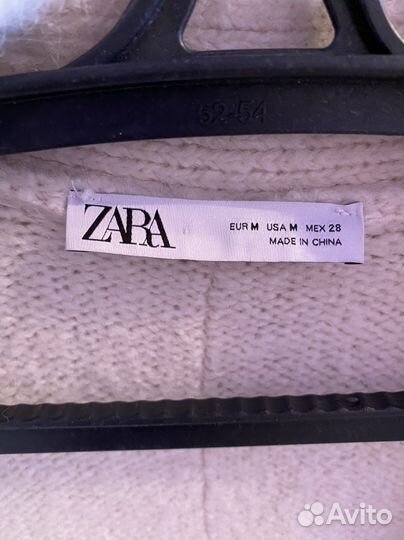 52-54
ZARA
EUR M USA M MEX 28
MADE IN CHINA
Avito